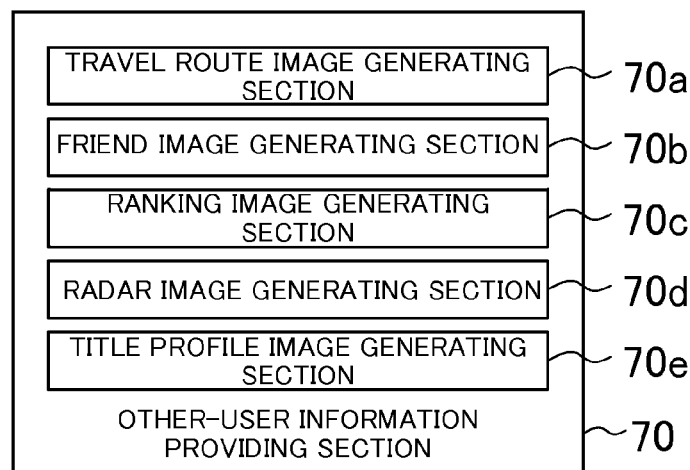 TRAVEL ROUTE IMAGE GENERATING
SECTION
70a
FRIEND IMAGE GENERATING SECTION
70b
RANKING IMAGE GENERATING
SECTION
70c
RADAR IMAGE GENERATING SECTION
70d
TITLE PROFILE IMAGE GENERATING
SECTION
70e
OTHER-USER INFORMATION
PROVIDING SECTION
70